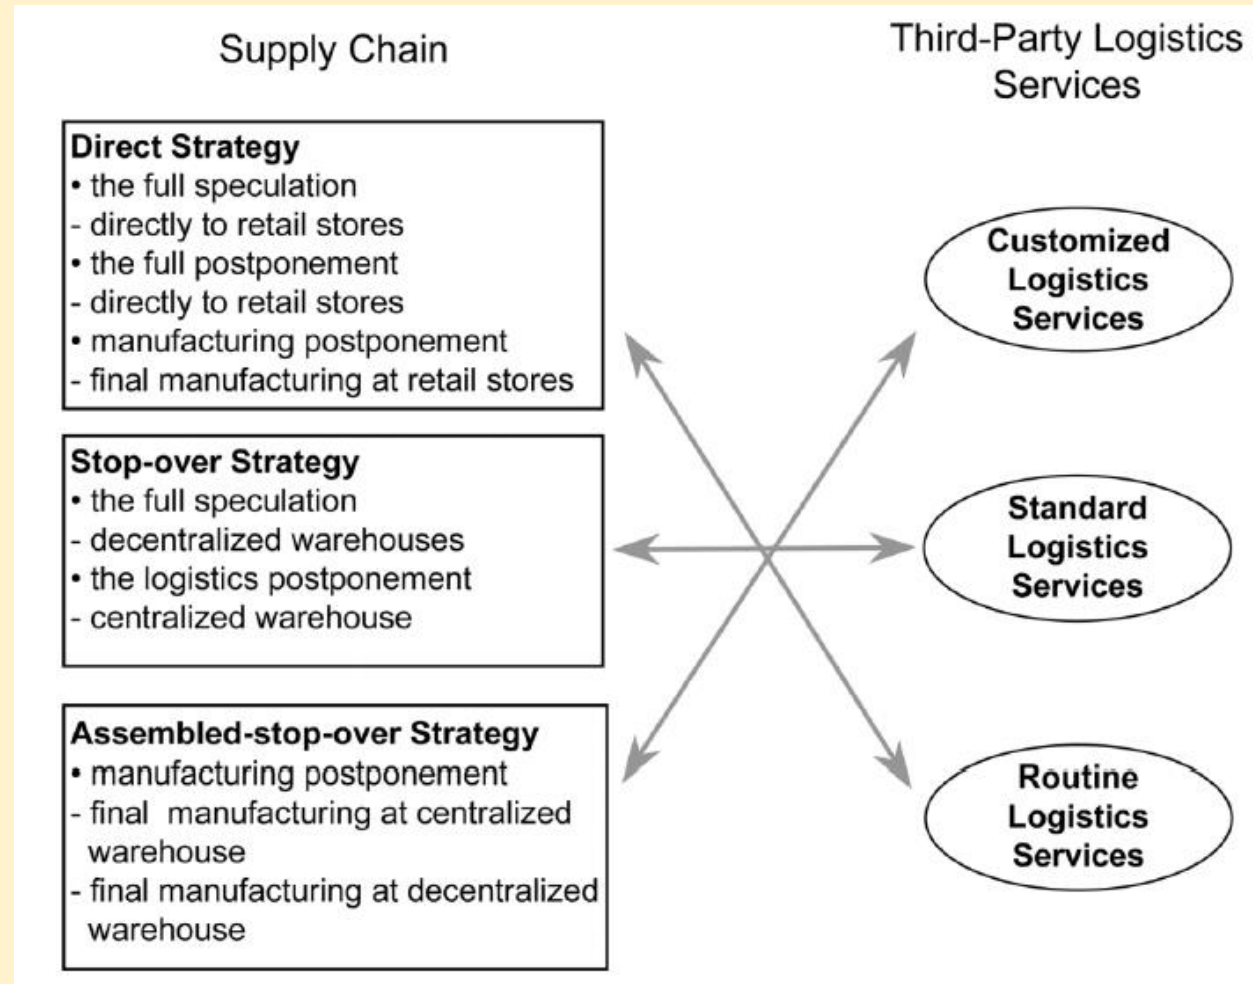 Supply Chain
Third-Party Logistics
Services
Direct Strategy
• the full speculation
- directly to retail stores
• the full postponement
- directly to retail stores
• manufacturing postponement
- final manufacturing at retail stores
Stop-over Strategy
• the full speculation
- decentralized warehouses
• the logistics postponement
- centralized warehouse
Assembled-stop-over Strategy
• manufacturing postponement
- final manufacturing at centralized
warehouse
- final manufacturing at decentralized
warehouse
Customized
Logistics
Services
Standard
Logistics
Services
Routine
Logistics
Services